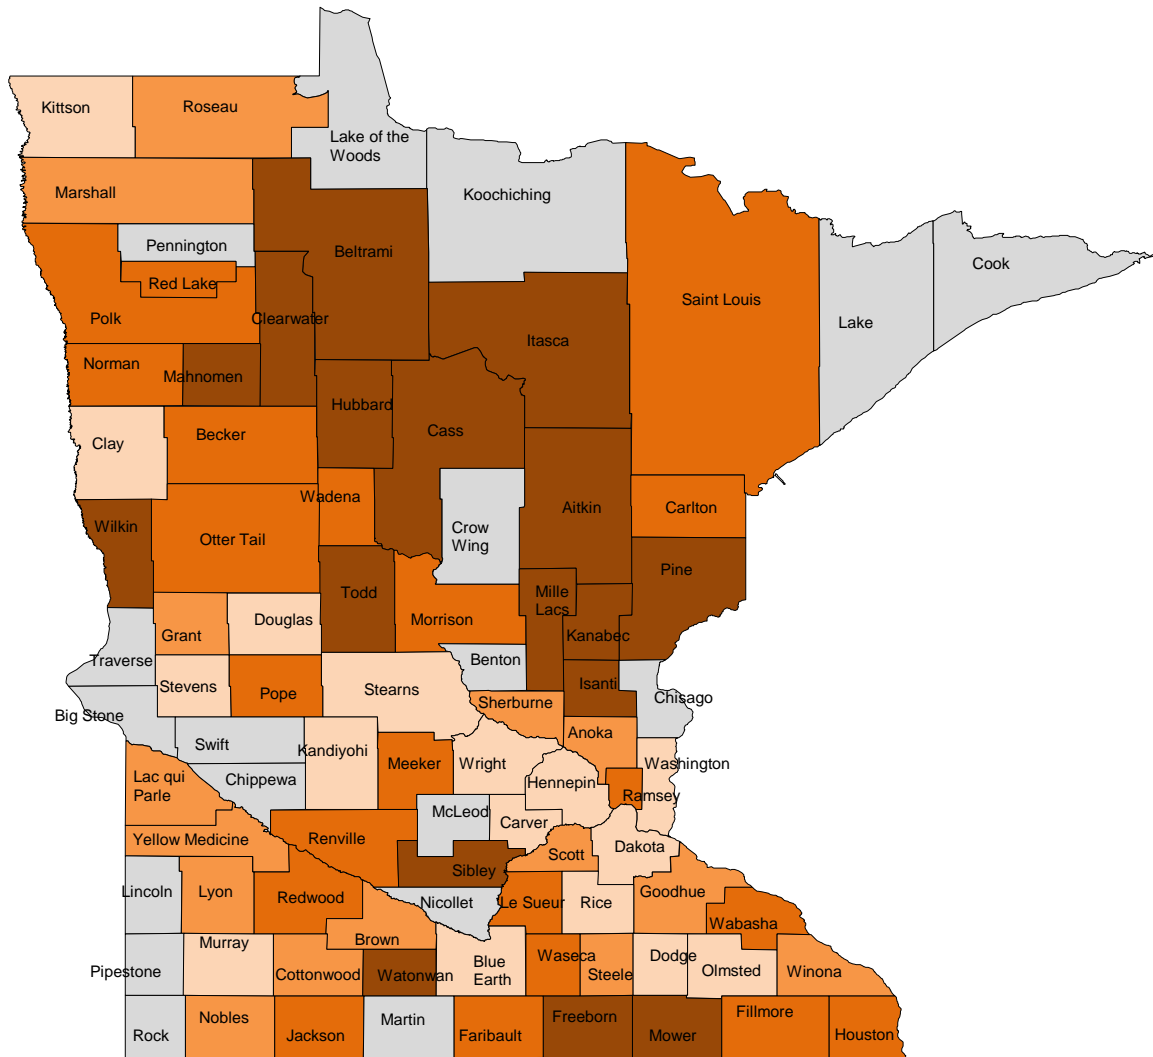 Kittson
Roseau
Lake of the
Woods
Marshall
Koochiching
Pennington
Beltrami
Cook
Red Lake
Saint Louis
Polk
Clearwater
Lake
Itasca
Norman
Mahnomen
Hubbard
Clay
Becker
Cass
Wadena
Aitkin
Carlton
Wilkin
Otter Tail
Crow
Wing
Pine
Todd
Mille
Lacs
Douglas
Morrison
Grant
Kanabec
Traverse
Benton
Stevens
Pope
Stearns
Isanti
Chisago
Sherburne
Big Stone
Anoka
Swift
Kandiyohi
Meeker
Wright
Washington
Lac qui
Parle
Chippewa
Hennepin
Ramsey
McLeod
Carver
Yellow Medicine
Renville
Dakota
Scott
Sibley
Lincoln
Lyon
Redwood
Nicollet
Le Sueur
Rice
Goodhue
Wabasha
Murray
Brown
Pipestone
Cottonwood
Watonwan
Blue
Earth
Waseca
Steele
Dodge
Olmsted
Winona
Nobles
Martin
Freeborn
Fillmore
Rock
Jackson
Faribault
Mower
Houston